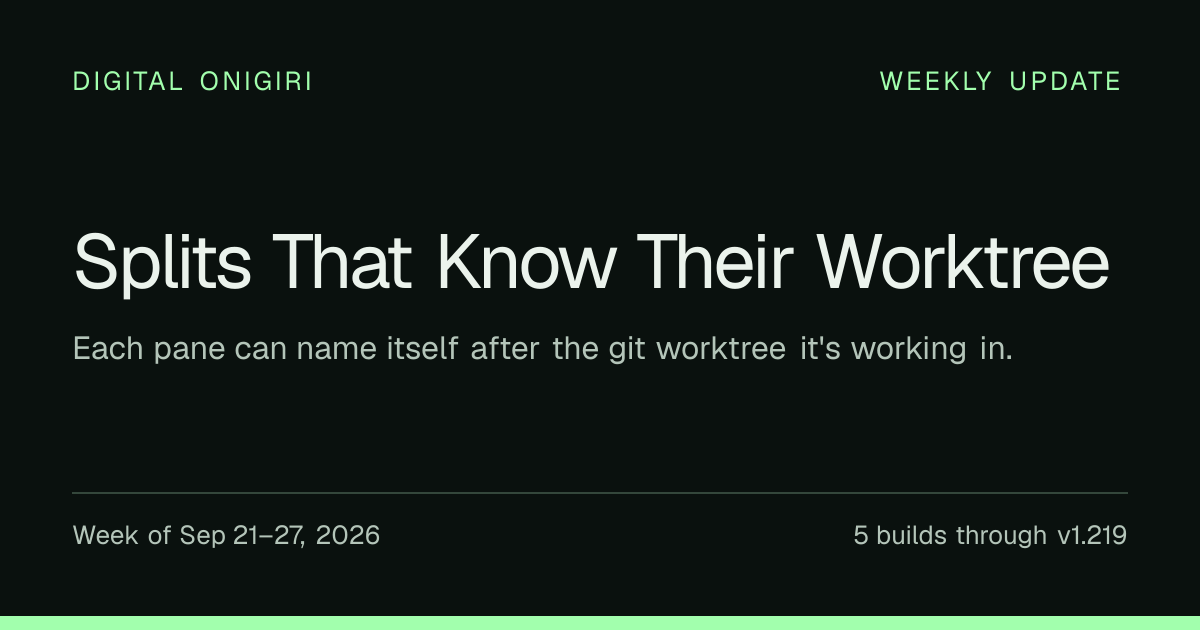 DIGITAL ONIGIRI
WEEKLY UPDATE
Splits That Know Their Worktree
Each pane can name itself after the git worktree it's working in.
Week of Sep 21–27, 2026
5 builds through v1.219